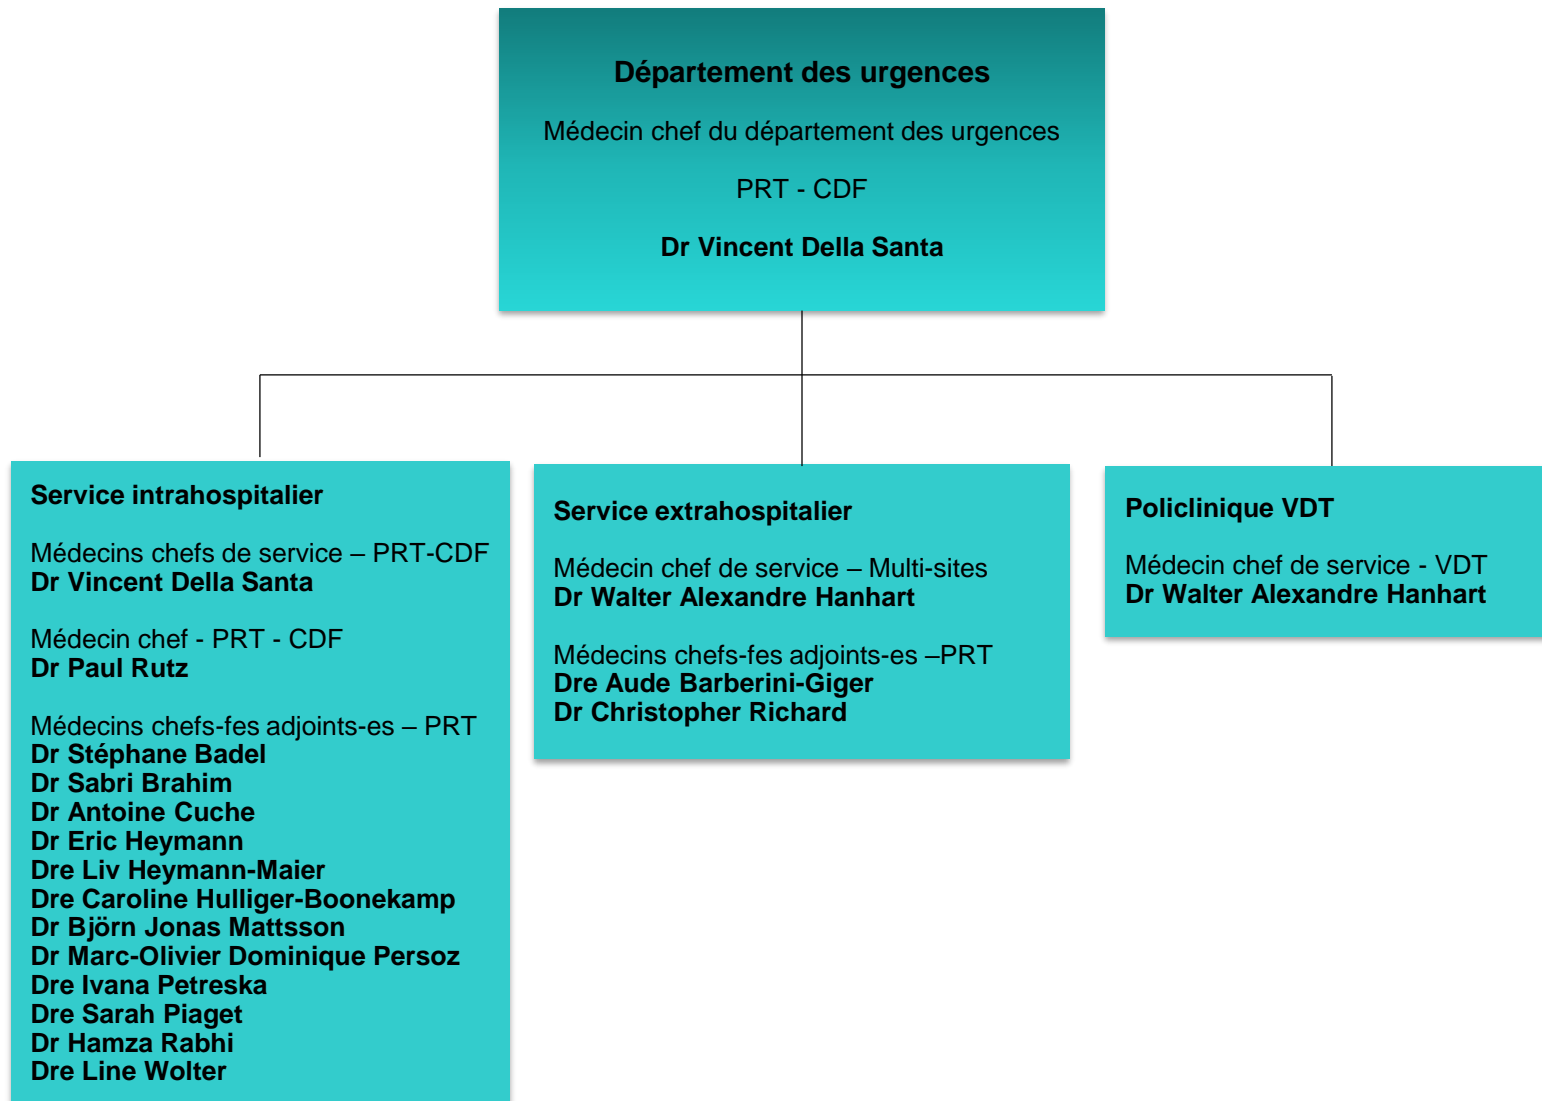 Département des urgences
Médecin chef du département des urgences
PRT - CDF
Dr Vincent Della Santa
Service intrahospitalier
Médecins chefs de service – PRT-CDF
Dr Vincent Della Santa
Médecin chef - PRT - CDF
Dr Paul Rutz
Médecins chefs-fes adjoints-es – PRT
Dr Stéphane Badel
Dr Sabri Brahim
Dr Antoine Cuche
Dr Eric Heymann
Dre Liv Heymann-Maier
Dre Caroline Hulliger-Boonekamp
Dr Björn Jonas Mattsson
Dr Marc-Olivier Dominique Persoz
Dre Ivana Petreska
Dre Sarah Piaget
Dr Hamza Rabhi
Dre Line Wolter
Service extrahospitalier
Médecin chef de service – Multi-sites
Dr Walter Alexandre Hanhart
Médecins chefs-fes adjoints-es –PRT
Dre Aude Barberini-Giger
Dr Christopher Richard
Policlinique VDT
Médecin chef de service - VDT
Dr Walter Alexandre Hanhart